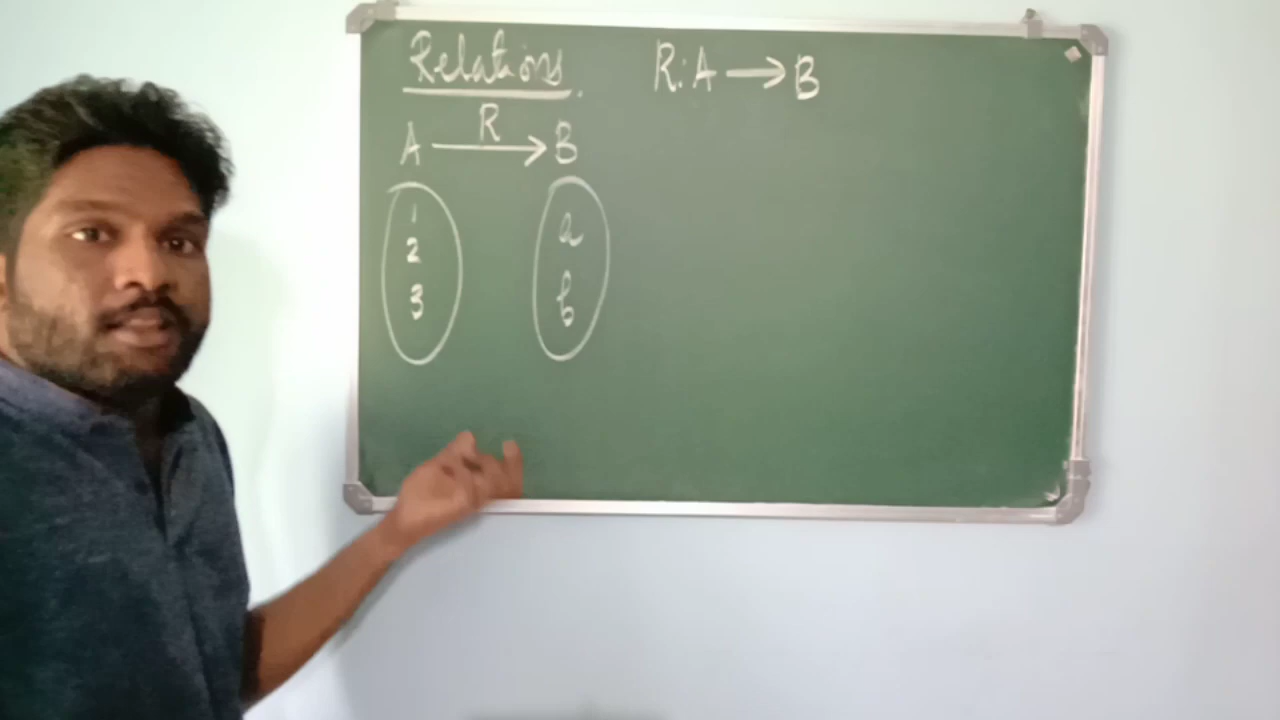 Relations.
R: A → B
A R→ B
1 a
2
3 b